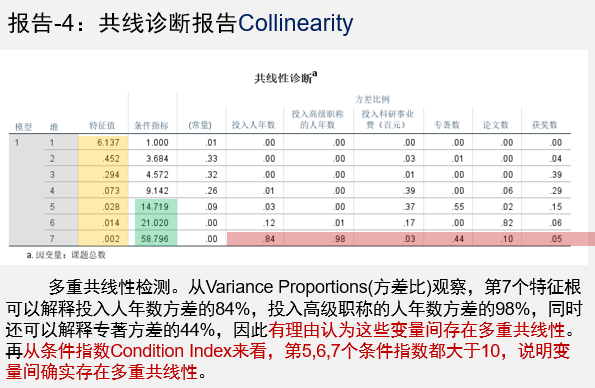 报告-4：共线诊断报告Collinearity
共线性诊断a
方差比例
模型 维 特征值 条件指标 (常量) 投入人年数 投入高级职称的人年数 投入科研事业费（百元） 专著数 论文数 获奖数
1 1 6.137 1.000 .01 .00 .00 .00 .00 .00 .00
2 .452 3.684 .33 .00 .00 .03 .01 .00 .04
3 .294 4.572 .32 .00 .00 .01 .00 .00 .39
4 .073 9.142 .26 .01 .00 .39 .00 .06 .29
5 .028 14.719 .09 .03 .00 .37 .55 .02 .15
6 .014 21.020 .00 .12 .01 .17 .00 .82 .06
7 .002 58.796 .00 .84 .98 .03 .44 .10 .05
a. 因变量：课题总数
多重共线性检测。从Variance Proportions(方差比)观察，第7个特征根
可以解释投入人年数方差的84%，投入高级职称的人年数方差的98%，同时
还可以解释专著方差的44%，因此有理由认为这些变量间存在多重共线性。
再从条件指数Condition Index来看，第5,6,7个条件指数都大于10，说明变
量间确实存在多重共线性。